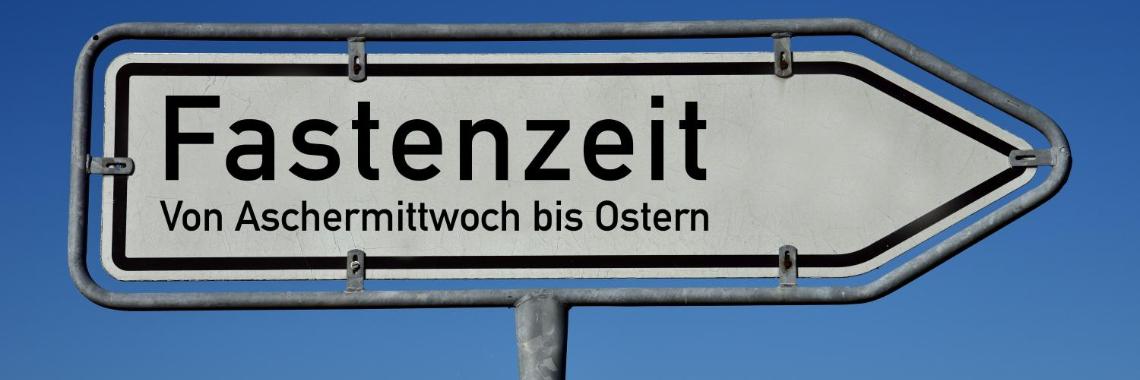 Fastenzeit
Von Aschermittwoch bis Ostern